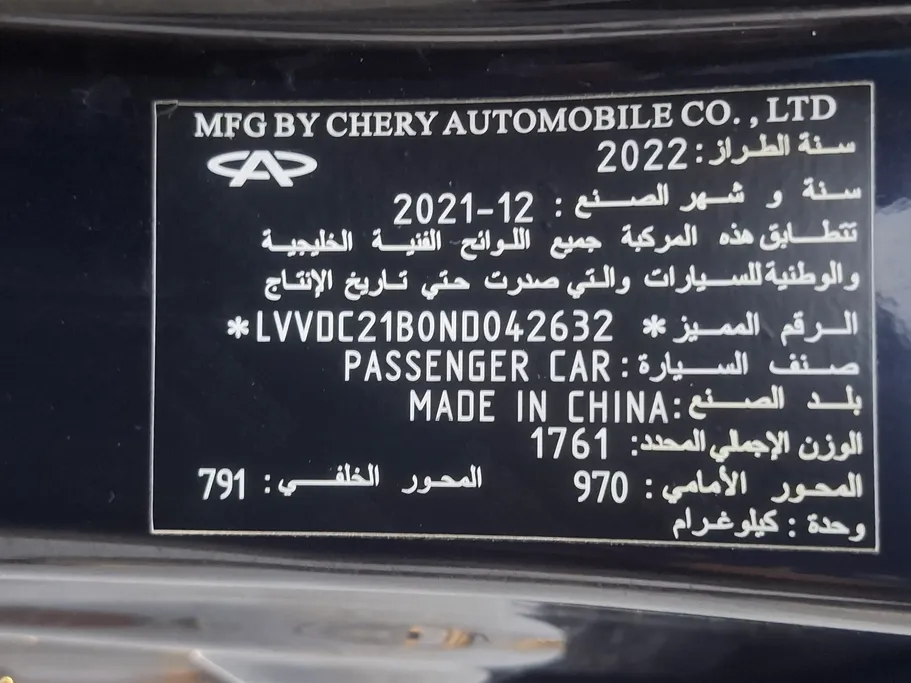 MFG BY CHERY AUTOMOBILE CO., LTD
سنة الطراز: 2022
سنة و شهر الصنع : 2021-12
تتطابق هذه المركبة جميع اللوائح الفنية الخليجية
والوطنية للسيارات والتي صدرت حتي تاريخ الإنتاج
الرقم المميز *LVVDC21B0ND042632*
صنف السيارة: PASSENGER CAR
بلد الصنع: MADE IN CHINA
الوزن الإجمالي المحدد: 1761
المحور الأمامي: 970 المحور الخلفي: 791
وحدة : كيلوغرام